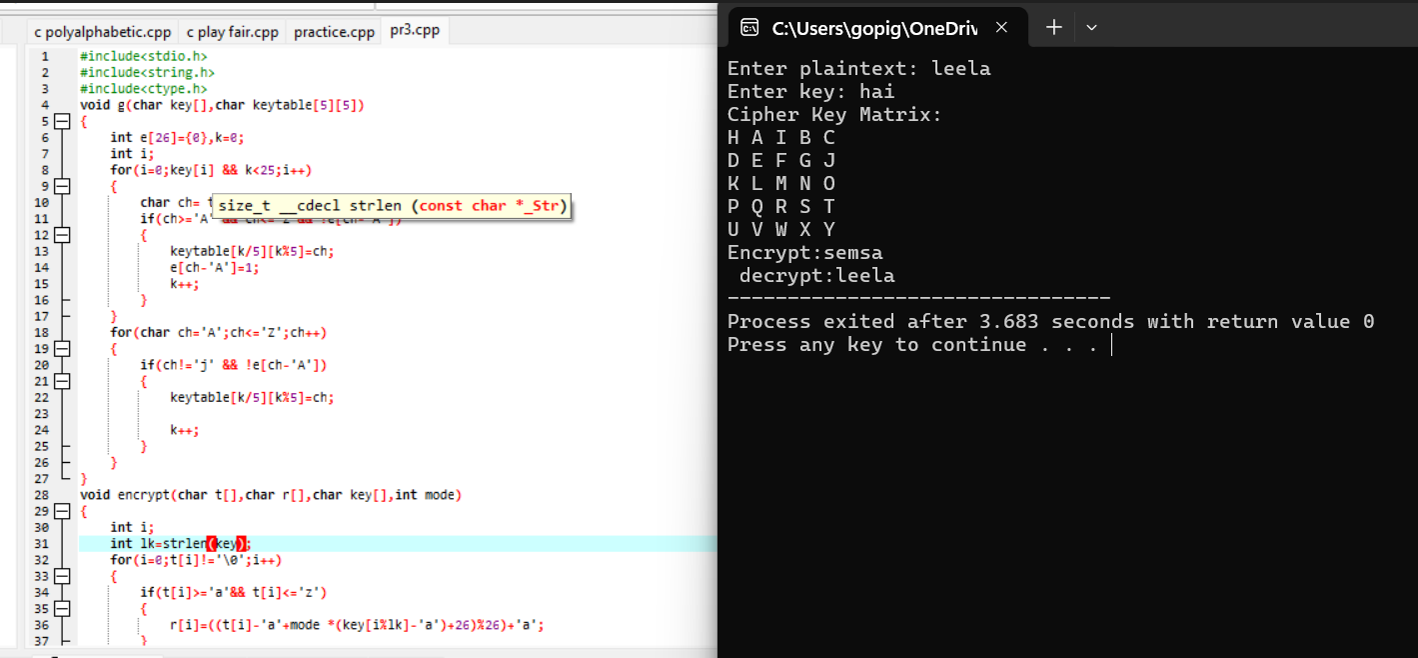 c polyalphabetic.cpp c play fair.cpp practice.cpp pr3.cpp
1 #include<stdio.h>
2 #include<string.h>
3 #include<ctype.h>
4 void g(char key[],char keytable[5][5])
5 {
6 int e[26]={0},k=0;
7 int i;
8 for(i=0;key[i] && k<25;i++)
9 {
10 char ch=
size_t __cdecl strlen (const char *_Str)
11 if(ch>='A'
12 {
13 keytable[k/5][k%5]=ch;
14 e[ch-'A']=1;
15 k++;
16 }
17 }
18 for(char ch='A';ch<='Z';ch++)
19 {
20 if(ch!='j' && !e[ch-'A'])
21 {
22 keytable[k/5][k%5]=ch;
23
24 k++;
25 }
26 }
27 }
28 void encrypt(char t[],char r[],char key[],int mode)
29 {
30 int i;
31 int lk=strlen(key);
32 for(i=0;t[i]!='\0';i++)
33 {
34 if(t[i]>='a'&& t[i]<='z')
35 {
36 r[i]=((t[i]-'a'+mode *(key[i%lk]-'a')+26)%26)+'a';
37 }
C:\Users\gopig\OneDriv
Enter plaintext: leela
Enter key: hai
Cipher Key Matrix:
H A I B C
D E F G J
K L M N O
P Q R S T
U V W X Y
Encrypt:semsa
decrypt:leela
--------------------------------
Process exited after 3.683 seconds with return value 0
Press any key to continue . . .